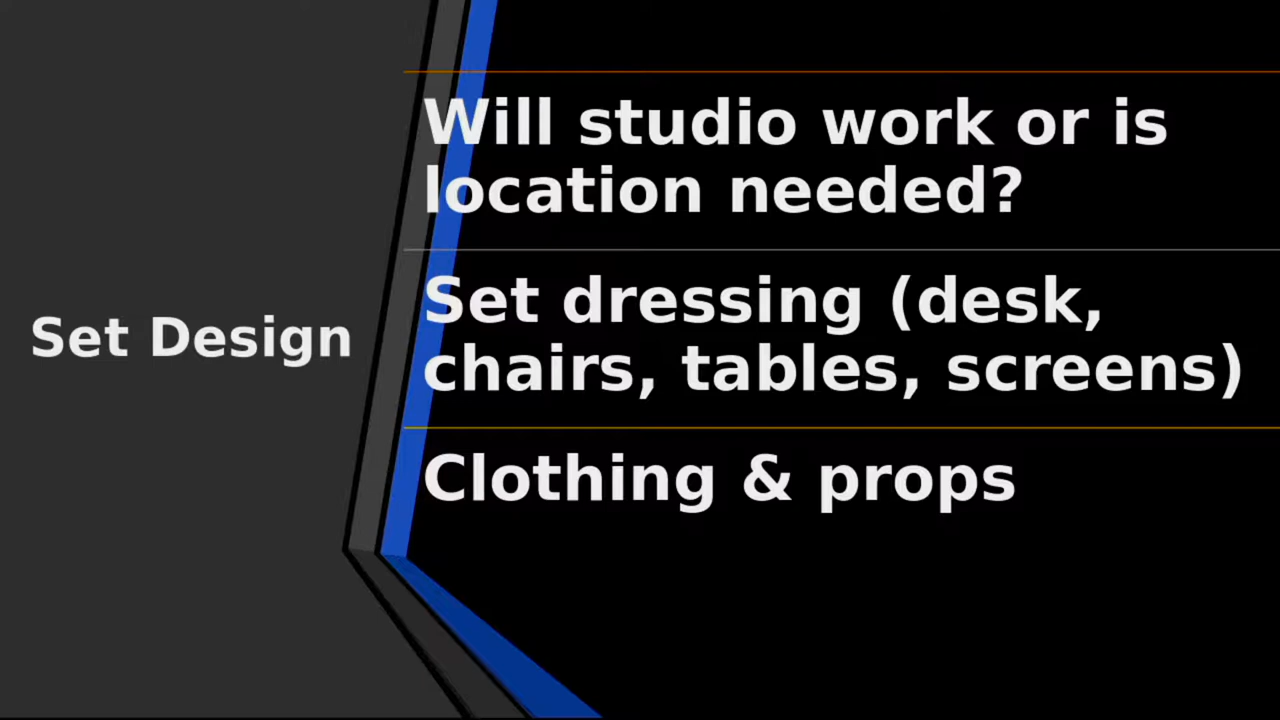 Set Design
Will studio work or is
location needed?
Set dressing (desk,
chairs, tables, screens)
Clothing & props